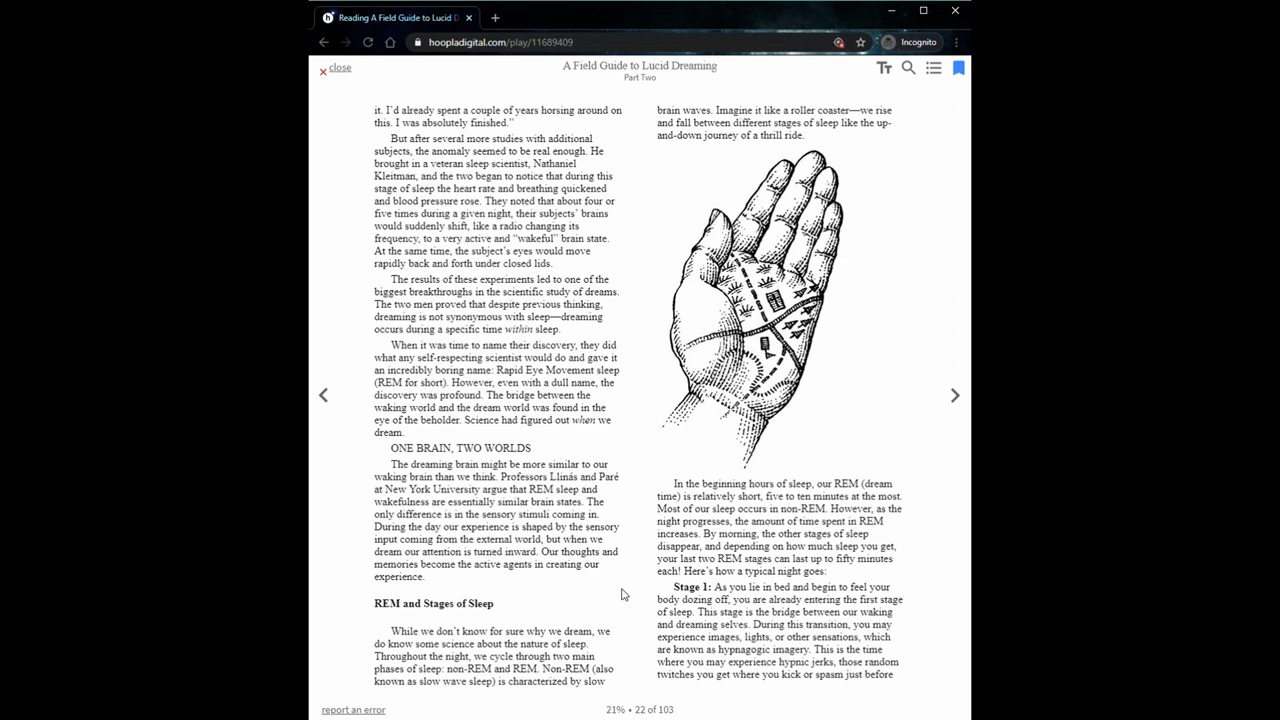 Reading A Field Guide to Lucid D
hoopladigital.com/play/11689409
Incognito
close
A Field Guide to Lucid Dreaming
Part Two
it. I'd already spent a couple of years horsing around on
this. I was absolutely finished."
But after several more studies with additional
subjects, the anomaly seemed to be real enough. He
brought in a veteran sleep scientist, Nathaniel
Kleitman, and the two began to notice that during this
stage of sleep the heart rate and breathing quickened
and blood pressure rose. They noted that about four or
five times during a given night, their subjects' brains
would suddenly shift, like a radio changing its
frequency, to a very active and “wakeful” brain state.
At the same time, the subject's eyes would move
rapidly back and forth under closed lids.
The results of these experiments led to one of the
biggest breakthroughs in the scientific study of dreams.
The two men proved that despite previous thinking,
dreaming is not synonymous with sleep—dreaming
occurs during a specific time within sleep.
When it was time to name their discovery, they did
what any self-respecting scientist would do and gave it
an incredibly boring name: Rapid Eye Movement sleep
(REM for short). However, even with a dull name, the
discovery was profound. The bridge between the
waking world and the dream world was found in the
eye of the beholder. Science had figured out when we
dream.
ONE BRAIN, TWO WORLDS
The dreaming brain might be more similar to our
waking brain than we think. Professors Llinás and Paré
at New York University argue that REM sleep and
wakefulness are essentially similar brain states. The
only difference is in the sensory stimuli coming in.
During the day our experience is shaped by the sensory
input coming from the external world, but when we
dream our attention is turned inward. Our thoughts and
memories become the active agents in creating our
experience.
REM and Stages of Sleep
While we don't know for sure why we dream, we
do know some science about the nature of sleep.
Throughout the night, we cycle through two main
phases of sleep: non-REM and REM. Non-REM (also
known as slow wave sleep) is characterized by slow
brain waves. Imagine it like a roller coaster—we rise
and fall between different stages of sleep like the up-
and-down journey of a thrill ride.
In the beginning hours of sleep, our REM (dream
time) is relatively short, five to ten minutes at the most.
Most of our sleep occurs in non-REM. However, as the
night progresses, the amount of time spent in REM
increases. By morning, the other stages of sleep
disappear, and depending on how much sleep you get,
your last two REM stages can last up to fifty minutes
each! Here's how a typical night goes:
Stage 1: As you lie in bed and begin to feel your
body dozing off, you are already entering the first stage
of sleep. This stage is the bridge between our waking
and dreaming selves. During this transition, you may
experience images, lights, or other sensations, which
are known as hypnagogic imagery. This is the time
where you may experience hypnic jerks, those random
twitches you get where you kick or spasm just before
report an error
21% • 22 of 103